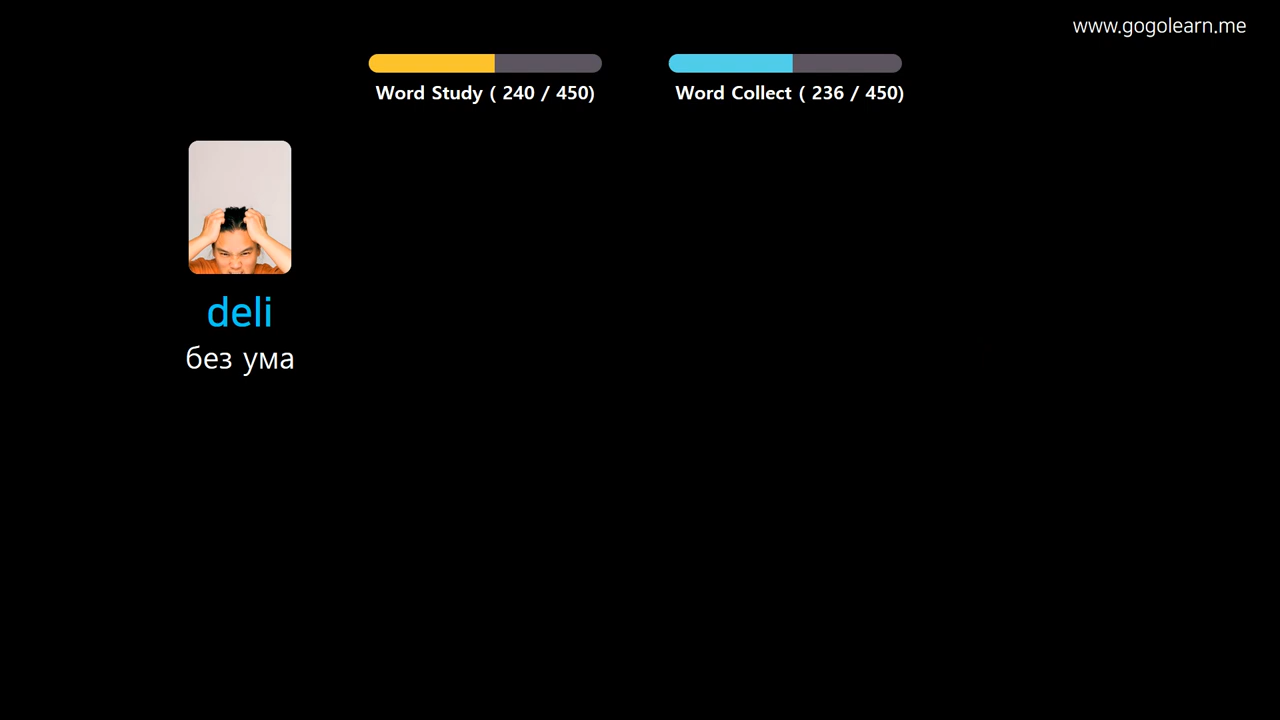 www.gogolearn.me
Word Study ( 240 / 450)
Word Collect ( 236 / 450)
deli
без ума